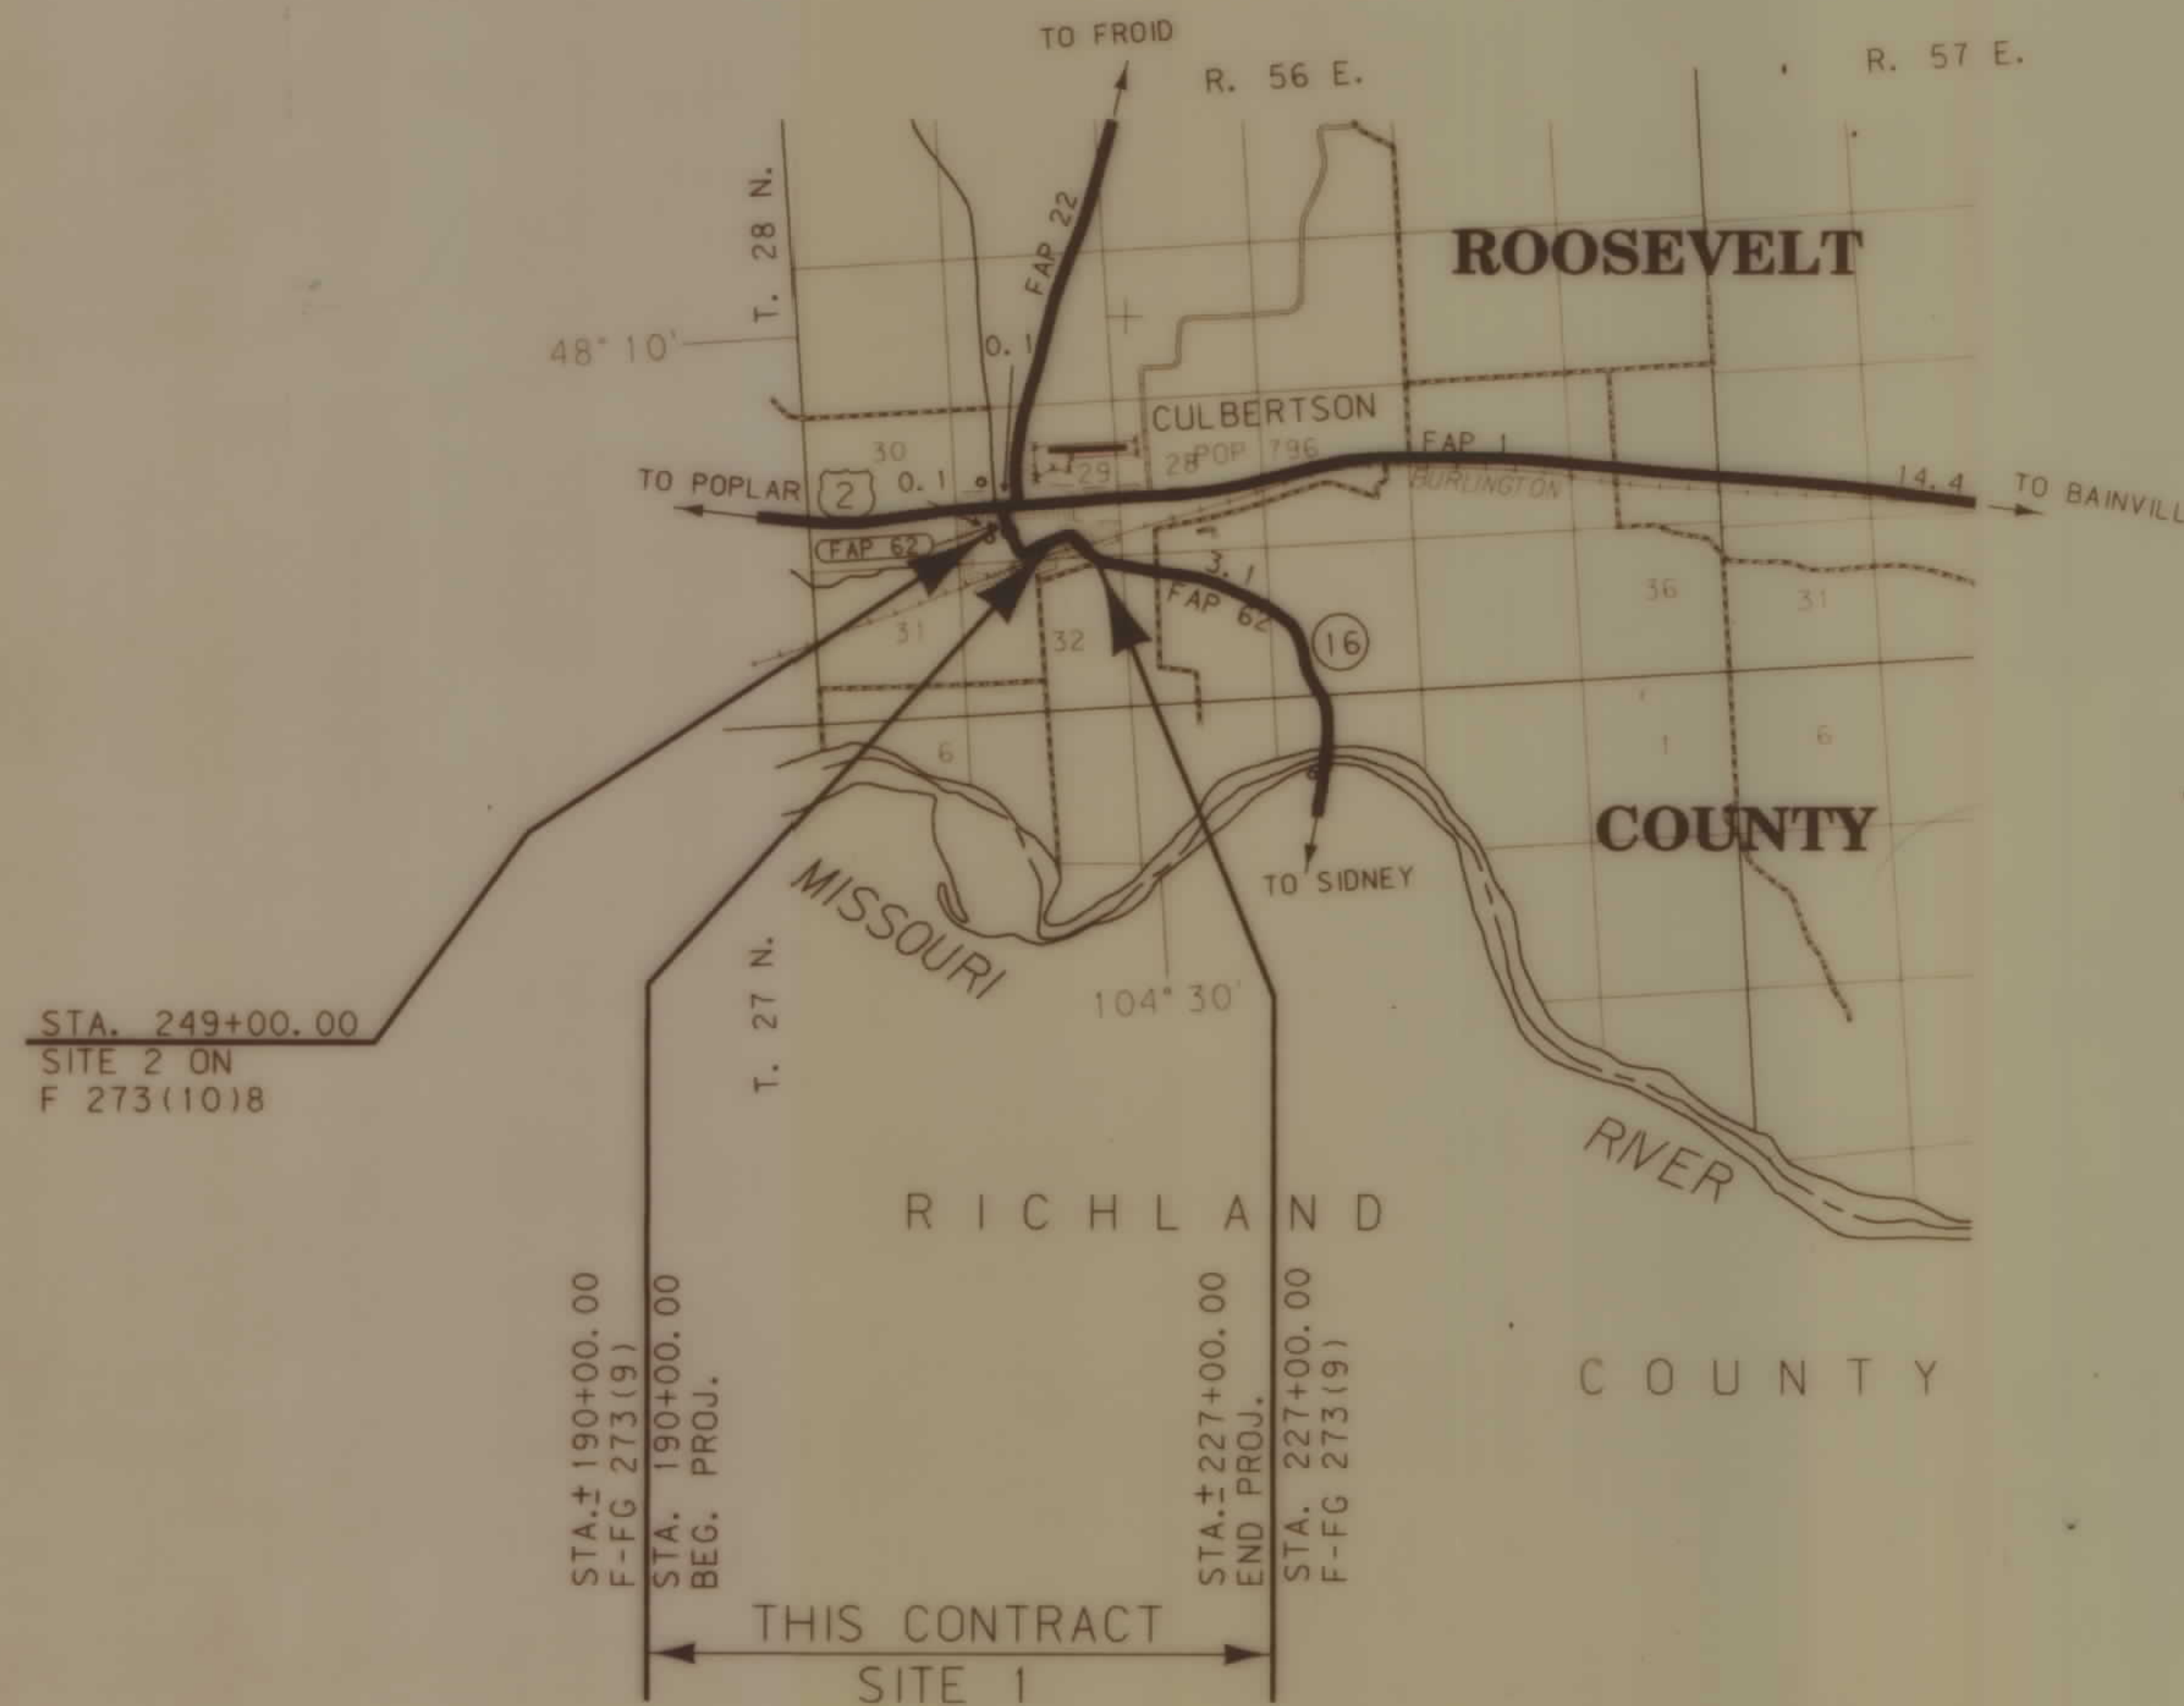 TO FROID
R. 56 E.
R. 57 E.
T. 28 N.
FAP 22
ROOSEVELT
48° 10'
0.1
CULBERTSON
POP 796
30
29
28
FAP 1
BURLINGTON
14.4
TO POPLAR
2
0.1
TO BAINVILL
FAP 62
3.1
FAP 62
36
31
31
32
16
6
1
6
COUNTY
MISSOURI
TO SIDNEY
T. 27 N.
104° 30'
STA. 249+00.00
SITE 2 ON
F 273(10)8
RIVER
RICHLAND
COUNTY
STA.± 190+00.00
F-FG 273(9)
STA. 190+00.00
BEG. PROJ.
STA.± 227+00.00
END PROJ.
STA. 227+00.00
F-FG 273(9)
THIS CONTRACT
SITE 1